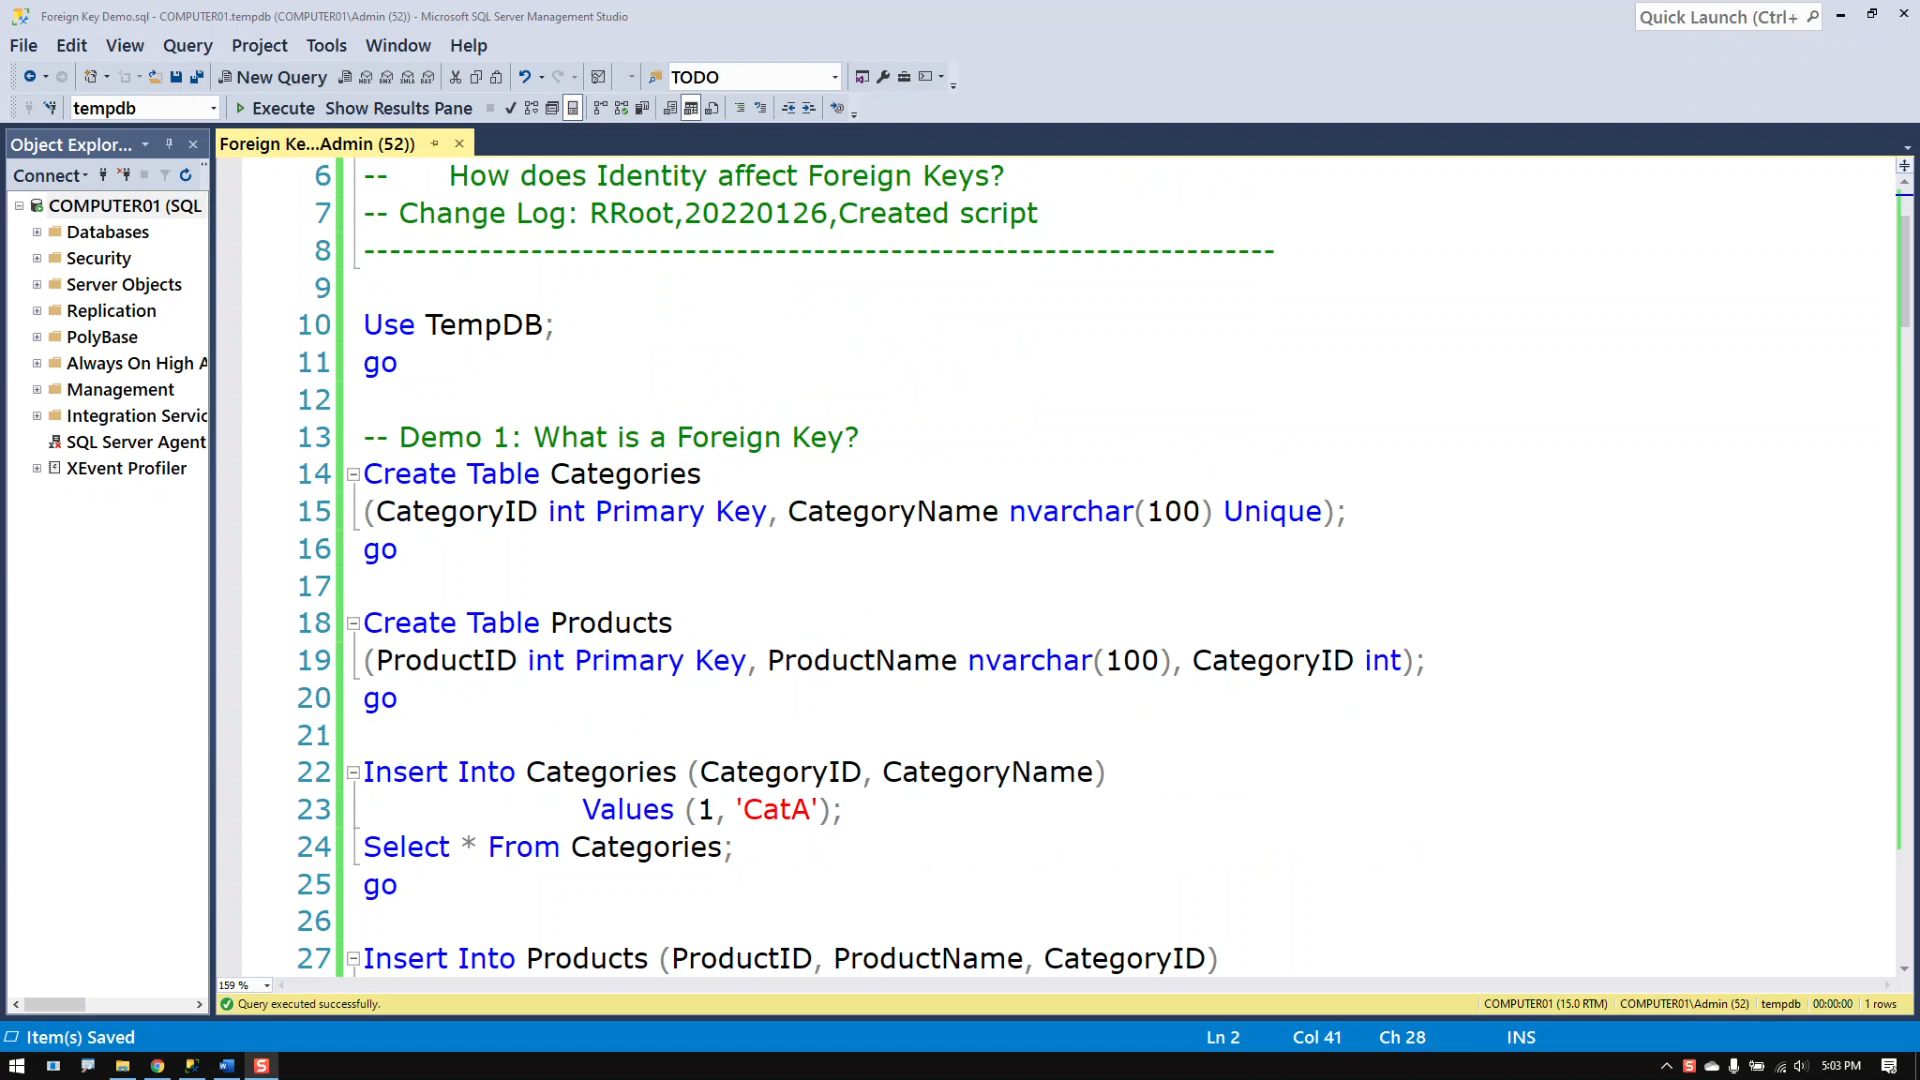 Foreign Key Demo.sql - COMPUTER01.tempdb (COMPUTER01\Admin (52)) - Microsoft SQL Server Management Studio
Quick Launch (Ctrl+
File Edit View Query Project Tools Window Help
New Query TODO
tempdb Execute Show Results Pane
Object Explor...
Foreign Ke...Admin (52))
Connect
COMPUTER01 (SQL
Databases
Security
Server Objects
Replication
PolyBase
Always On High A
Management
Integration Servic
SQL Server Agent
XEvent Profiler
6 -- How does Identity affect Foreign Keys?
7 -- Change Log: RRoot,20220126,Created script
8 -----------------------------------------------------------------------
9
10 Use TempDB;
11 go
12
13 -- Demo 1: What is a Foreign Key?
14 Create Table Categories
15 (CategoryID int Primary Key, CategoryName nvarchar(100) Unique);
16 go
17
18 Create Table Products
19 (ProductID int Primary Key, ProductName nvarchar(100), CategoryID int);
20 go
21
22 Insert Into Categories (CategoryID, CategoryName)
23 Values (1, 'CatA');
24 Select * From Categories;
25 go
26
27 Insert Into Products (ProductID, ProductName, CategoryID)
159 %
Query executed successfully. COMPUTER01 (15.0 RTM) COMPUTER01\Admin (52) tempdb 00:00:00 1 rows
Item(s) Saved Ln 2 Col 41 Ch 28 INS
5:03 PM